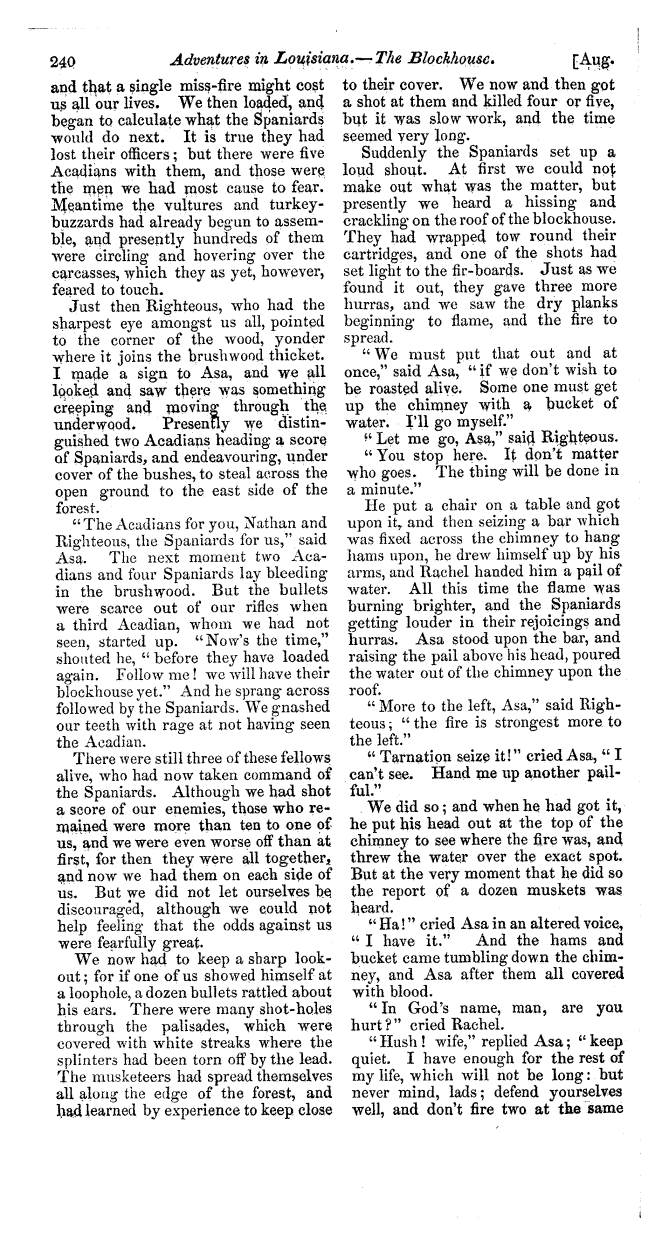 240 Adventures in Louisiana.—The Blockhouse. [Aug.
and that a single miss-fire might cost
us all our lives. We then loaded, and
began to calculate what the Spaniards
would do next. It is true they had
lost their officers; but there were five
Acadians with them, and those were
the men we had most cause to fear.
Meantime the vultures and turkey-
buzzards had already begun to assem-
ble, and presently hundreds of them
were circling and hovering over the
carcasses, which they as yet, however,
feared to touch.
Just then Righteous, who had the
sharpest eye amongst us all, pointed
to the corner of the wood, yonder
where it joins the brushwood thicket.
I made a sign to Asa, and we all
looked and saw there was something
creeping and moving through the
underwood. Presently we distin-
guished two Acadians heading a score
of Spaniards, and endeavouring, under
cover of the bushes, to steal across the
open ground to the east side of the
forest.
"The Acadians for you, Nathan and
Righteous, the Spaniards for us," said
Asa. The next moment two Aca-
dians and four Spaniards lay bleeding
in the brushwood. But the bullets
were scarce out of our rifles when
a third Acadian, whom we had not
seen, started up. "Now's the time,"
shouted he, "before they have loaded
again. Follow me! we will have their
blockhouse yet." And he sprang across
followed by the Spaniards. We gnashed
our teeth with rage at not having seen
the Acadian.
There were still three of these fellows
alive, who had now taken command of
the Spaniards. Although we had shot
a score of our enemies, those who re-
mained were more than ten to one of
us, and we were even worse off than at
first, for then they were all together,
and now we had them on each side of
us. But we did not let ourselves be
discouraged, although we could not
help feeling that the odds against us
were fearfully great.
We now had to keep a sharp look-
out; for if one of us showed himself at
a loophole, a dozen bullets rattled about
his ears. There were many shot-holes
through the palisades, which were
covered with white streaks where the
splinters had been torn off by the lead.
The musketeers had spread themselves
all along the edge of the forest, and
had learned by experience to keep close
to their cover. We now and then got
a shot at them and killed four or five,
but it was slow work, and the time
seemed very long.
Suddenly the Spaniards set up a
loud shout. At first we could not
make out what was the matter, but
presently we heard a hissing and
crackling on the roof of the blockhouse.
They had wrapped tow round their
cartridges, and one of the shots had
set light to the fir-boards. Just as we
found it out, they gave three more
hurras, and we saw the dry planks
beginning to flame, and the fire to
spread.
"We must put that out and at
once," said Asa, "if we don't wish to
be roasted alive. Some one must get
up the chimney with a bucket of
water. I'll go myself."
"Let me go, Asa," said Righteous.
"You stop here. It don't matter
who goes. The thing will be done in
a minute."
He put a chair on a table and got
upon it, and then seizing a bar which
was fixed across the chimney to hang
hams upon, he drew himself up by his
arms, and Rachel handed him a pail of
water. All this time the flame was
burning brighter, and the Spaniards
getting louder in their rejoicings and
hurras. Asa stood upon the bar, and
raising the pail above his head, poured
the water out of the chimney upon the
roof.
"More to the left, Asa," said Righ-
teous; "the fire is strongest more to
the left."
"Tarnation seize it!" cried Asa, "I
can't see. Hand me up another pail-
ful."
We did so; and when he had got it,
he put his head out at the top of the
chimney to see where the fire was, and
threw the water over the exact spot.
But at the very moment that he did so
the report of a dozen muskets was
heard.
"Ha!" cried Asa in an altered voice,
"I have it." And the hams and
bucket came tumbling down the chim-
ney, and Asa after them all covered
with blood.
"In God's name, man, are you
hurt?" cried Rachel.
"Hush! wife," replied Asa; "keep
quiet. I have enough for the rest of
my life, which will not be long: but
never mind, lads; defend yourselves
well, and don't fire two at the same